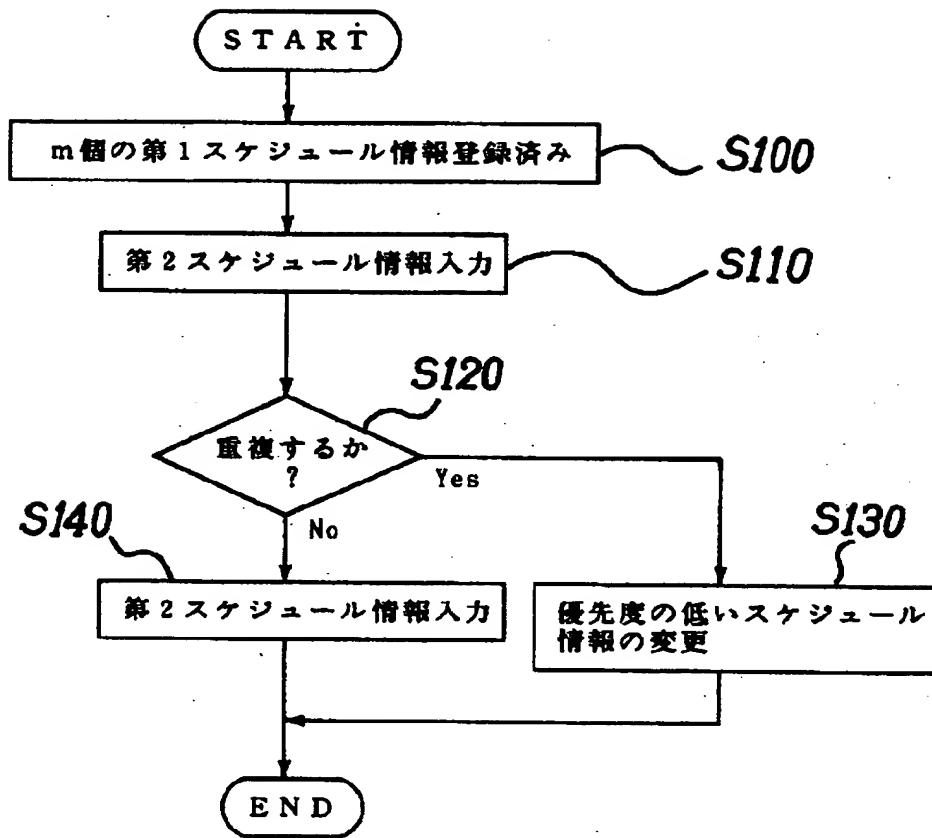 START
m個の第1スケジュール情報登録済み
S100
第2スケジュール情報入力
S110
S120
重複するか
?
Yes
No
S140
S130
第2スケジュール情報入力
優先度の低いスケジュール
情報の変更
END